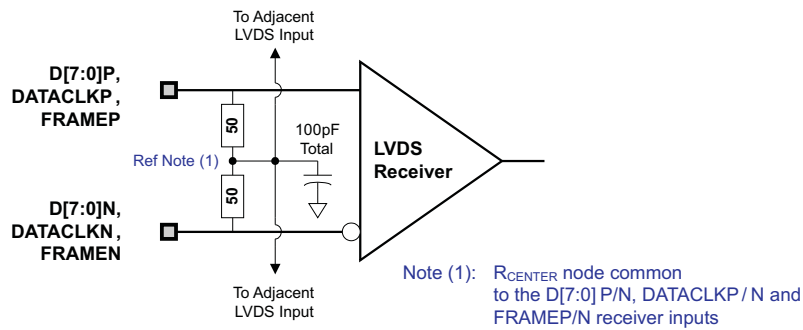 To Adjacent
LVDS Input
D[7:0]P,
DATACLKP,
FRAMEP
50
100pF
Total
LVDS
Receiver
Ref Note (1)
50
D[7:0]N,
DATACLKN,
FRAMEN
To Adjacent
LVDS Input
Note (1): RCENTER node common
to the D[7:0] P/N, DATACLKP / N and
FRAMEP/N receiver inputs